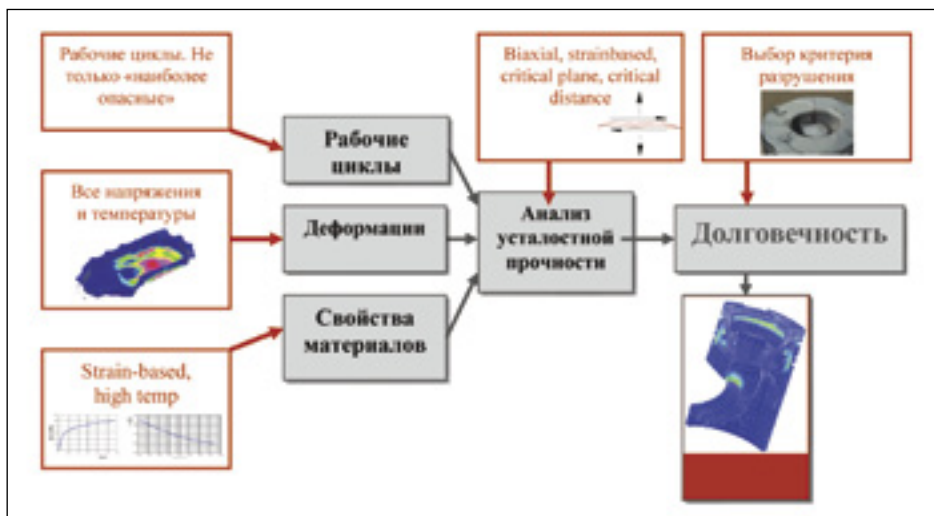 Рабочие циклы. Не
только «наиболее
опасные»
Biaxial, strainbased,
critical plane, critical
distance
Выбор критерия
разрушения
Рабочие
циклы
Все напряжения
и температуры
Деформации
Анализ
усталостной
прочности
Долговечность
Свойства
материалов
Strain-based,
high temp